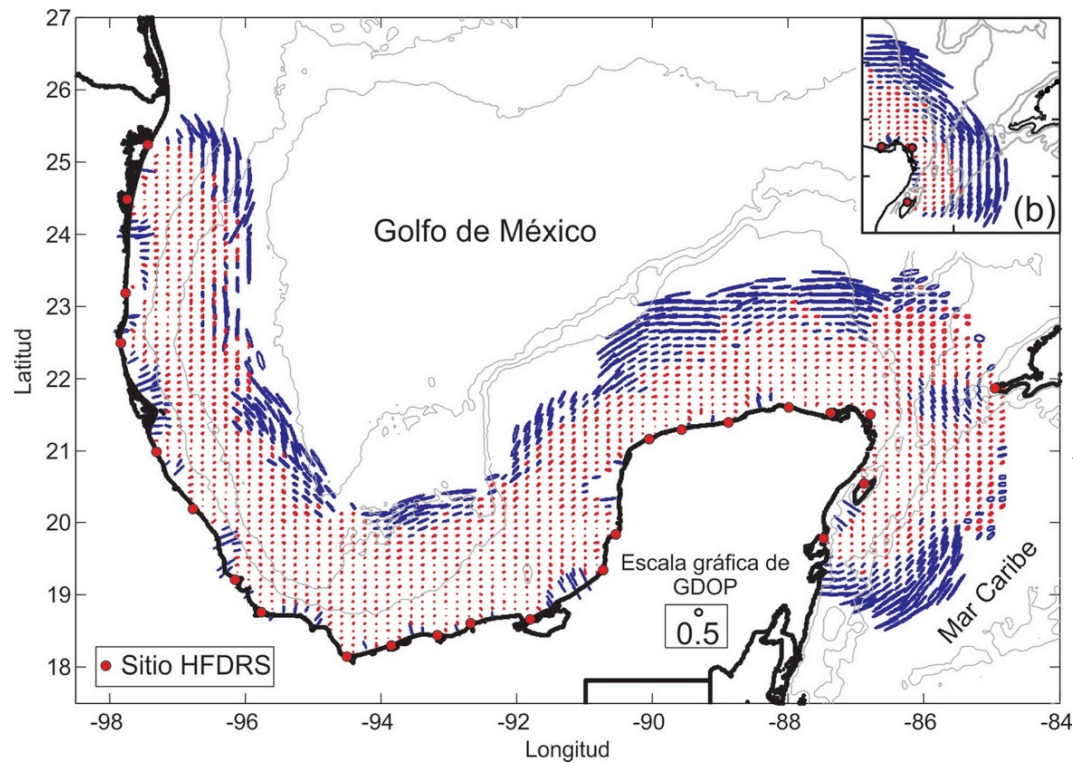 27
26
25
24
23
22
21
20
19
18
Latitud
Golfo de México
(b)
Escala gráfica de
GDOP
0.5
Mar Caribe
Sitio HFDRS
-98
-96
-94
-92
-90
-88
-86
-84
Longitud